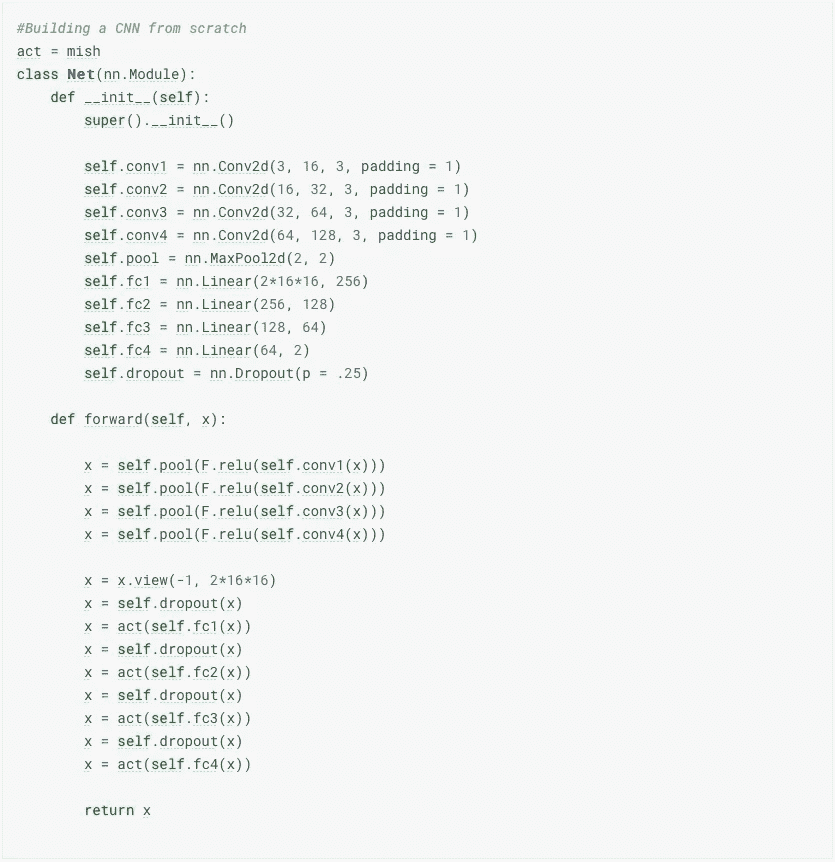 #Building a CNN from scratch
act = mish
class Net(nn.Module):
    def __init__(self):
        super().__init__()

        self.conv1 = nn.Conv2d(3, 16, 3, padding = 1)
        self.conv2 = nn.Conv2d(16, 32, 3, padding = 1)
        self.conv3 = nn.Conv2d(32, 64, 3, padding = 1)
        self.conv4 = nn.Conv2d(64, 128, 3, padding = 1)
        self.pool = nn.MaxPool2d(2, 2)
        self.fc1 = nn.Linear(2*16*16, 256)
        self.fc2 = nn.Linear(256, 128)
        self.fc3 = nn.Linear(128, 64)
        self.fc4 = nn.Linear(64, 2)
        self.dropout = nn.Dropout(p = .25)

    def forward(self, x):

        x = self.pool(F.relu(self.conv1(x)))
        x = self.pool(F.relu(self.conv2(x)))
        x = self.pool(F.relu(self.conv3(x)))
        x = self.pool(F.relu(self.conv4(x)))

        x = x.view(-1, 2*16*16)
        x = self.dropout(x)
        x = act(self.fc1(x))
        x = self.dropout(x)
        x = act(self.fc2(x))
        x = self.dropout(x)
        x = act(self.fc3(x))
        x = self.dropout(x)
        x = act(self.fc4(x))

        return x